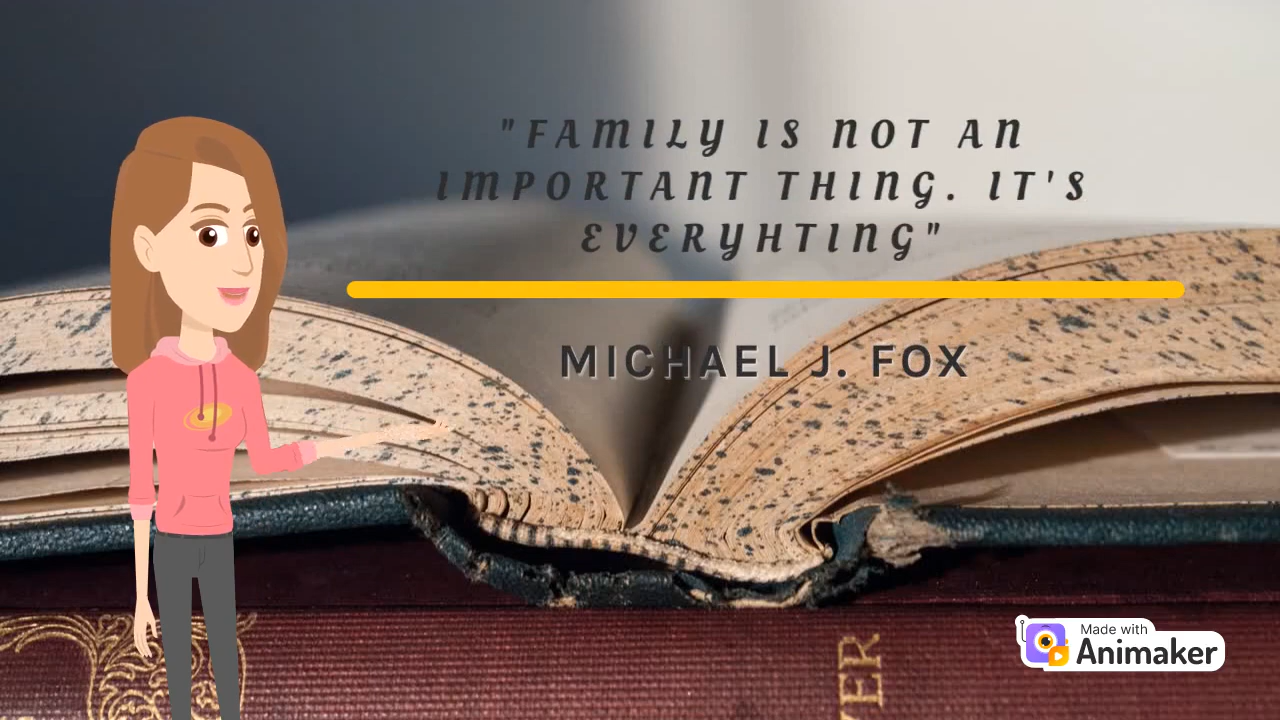 "FAMILY IS NOT AN
IMPORTANT THING. IT'S
EVERYHTING"
MICHAEL J. FOX
Made with
Animaker